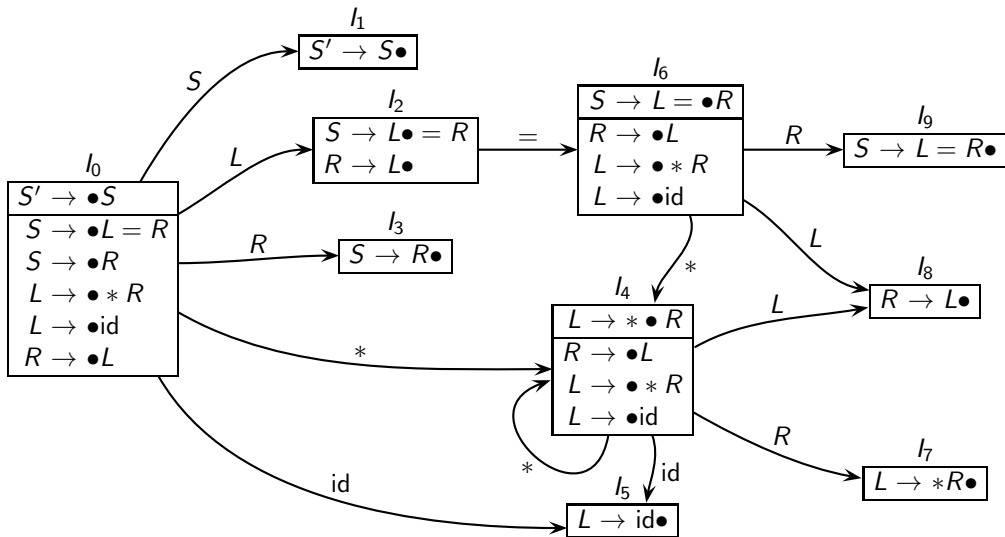 I₁
S′ → S●
S
I₆
S → L = ●R
R → ●L
L → ● ∗ R
L → ●id
I₂
S → L● = R
R → L●
=
R
I₉
S → L = R●
L
I₀
S′ → ●S
S → ●L = R
S → ●R
L → ● ∗ R
L → ●id
R → ●L
R
I₃
S → R●
∗
L
I₈
R → L●
I₄
L → ∗ ● R
R → ●L
L → ● ∗ R
L → ●id
∗
L
R
I₇
L → ∗R●
∗
id
id
I₅
L → id●